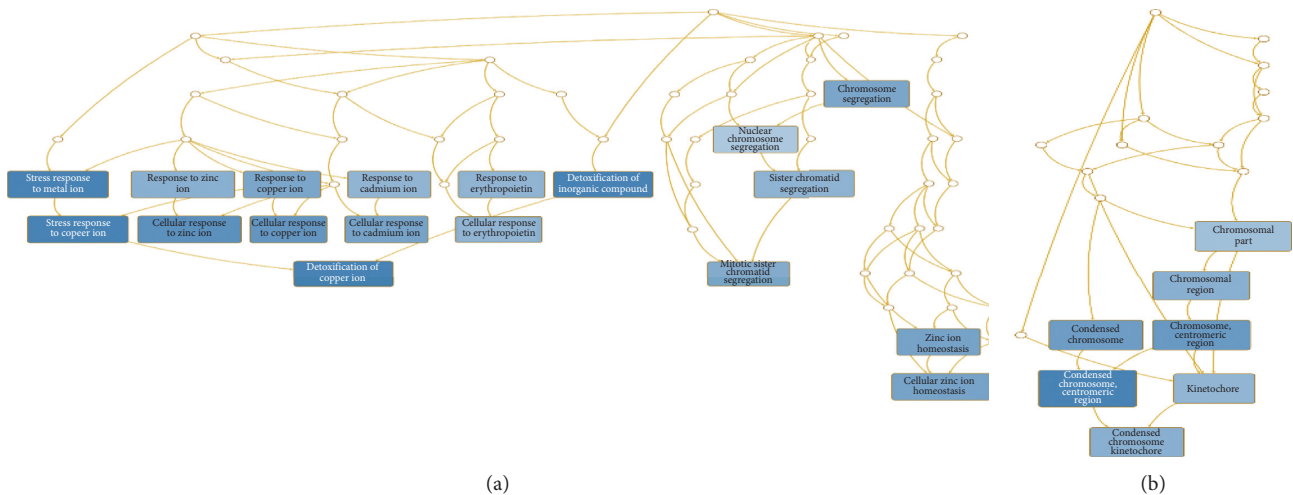 Chromosome
segregation
Nuclear
chromosome
segregation
Stress response
to metal ion
Response to zinc
ion
Response to
copper ion
Response to
cadmium ion
Response to
erythropoietin
Detoxification of
inorganic compound
Sister chromatid
segregation
Stress response
to copeer ion
Cellular response
to zinc ion
Cellular response
to copper ion
Cellular response
to cadmium ion
Cellular response
to erythropoietin
Detoxification of
copper ion
Mitotic sister
chromatid
segregation
Zinc ion
homeostasis
Cellular zinc ion
homeostasis
(a)
Chromosomal
part
Chromosomal
region
Condensed
chromosome
Chromosome,
centromeric
region
Condensed
chromosome,
centromeric
region
Kinetochore
Condensed
chromosome
kinetochore
(b)